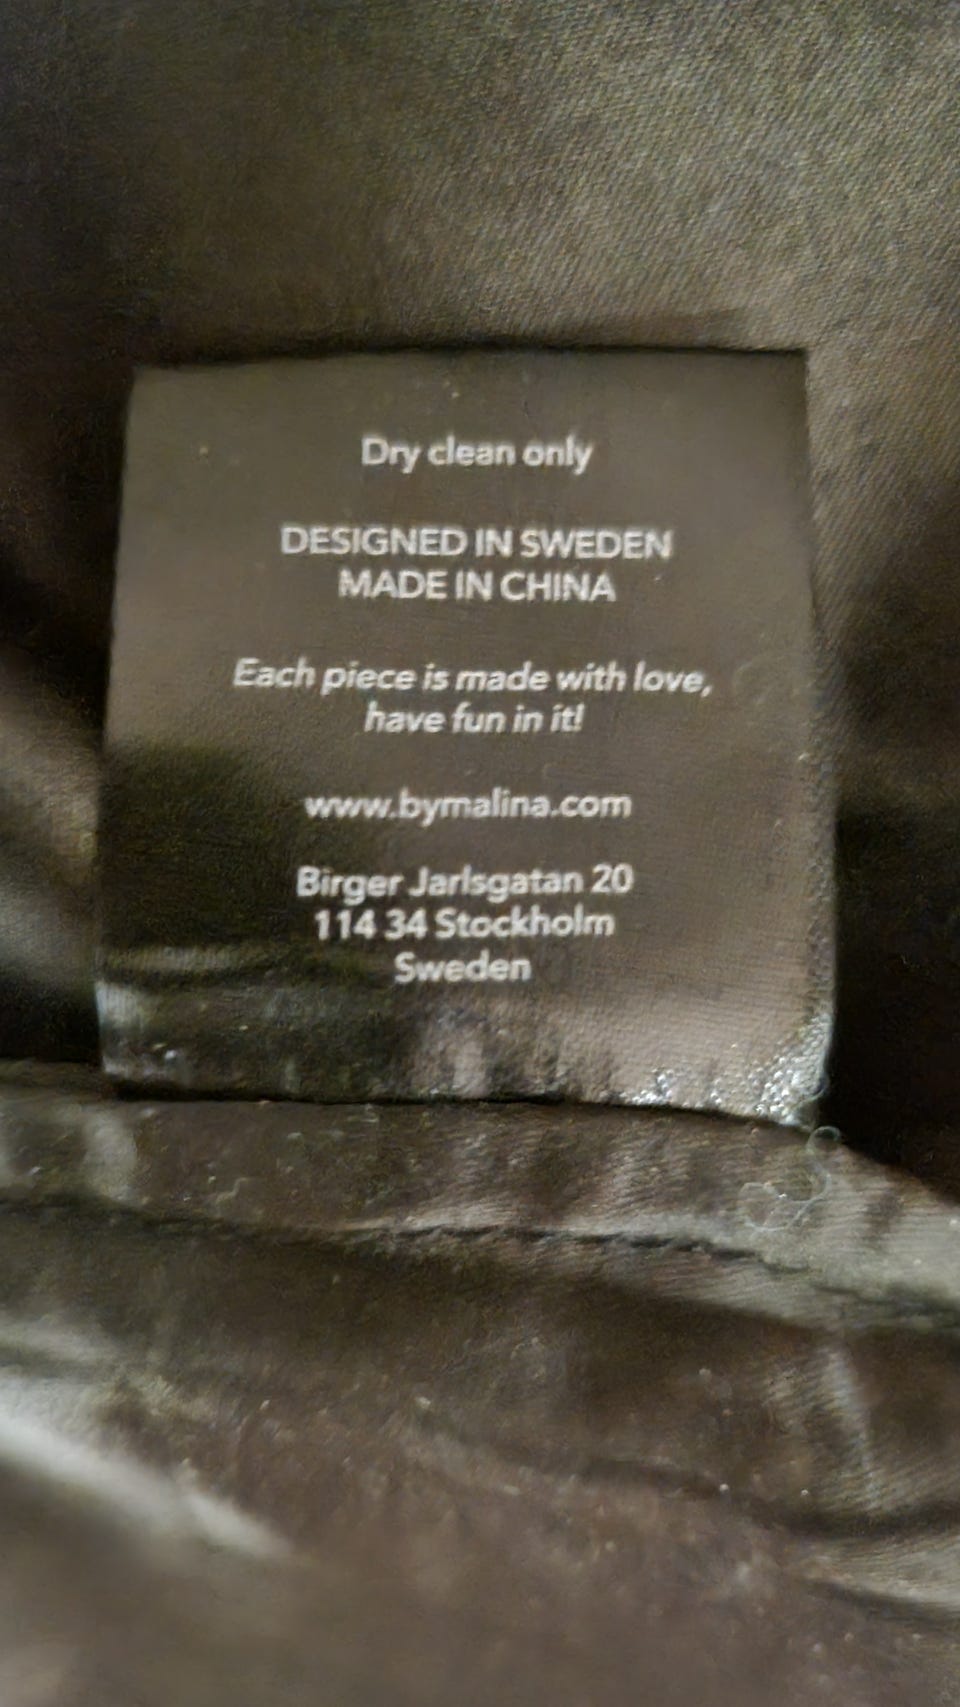 Dry clean only
DESIGNED IN SWEDEN
MADE IN CHINA
Each piece is made with love,
have fun in it!
www.bymalina.com
Birger Jarlsgatan 20
114 34 Stockholm
Sweden